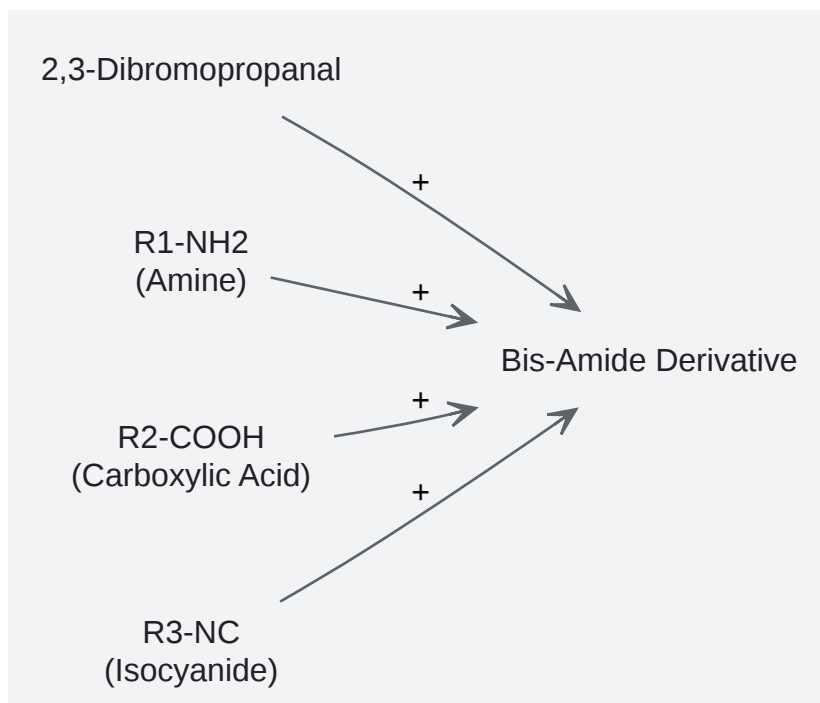 2,3-Dibromopropanal
+
R1-NH2
(Amine)
+
Bis-Amide Derivative
+
R2-COOH
(Carboxylic Acid)
+
R3-NC
(Isocyanide)